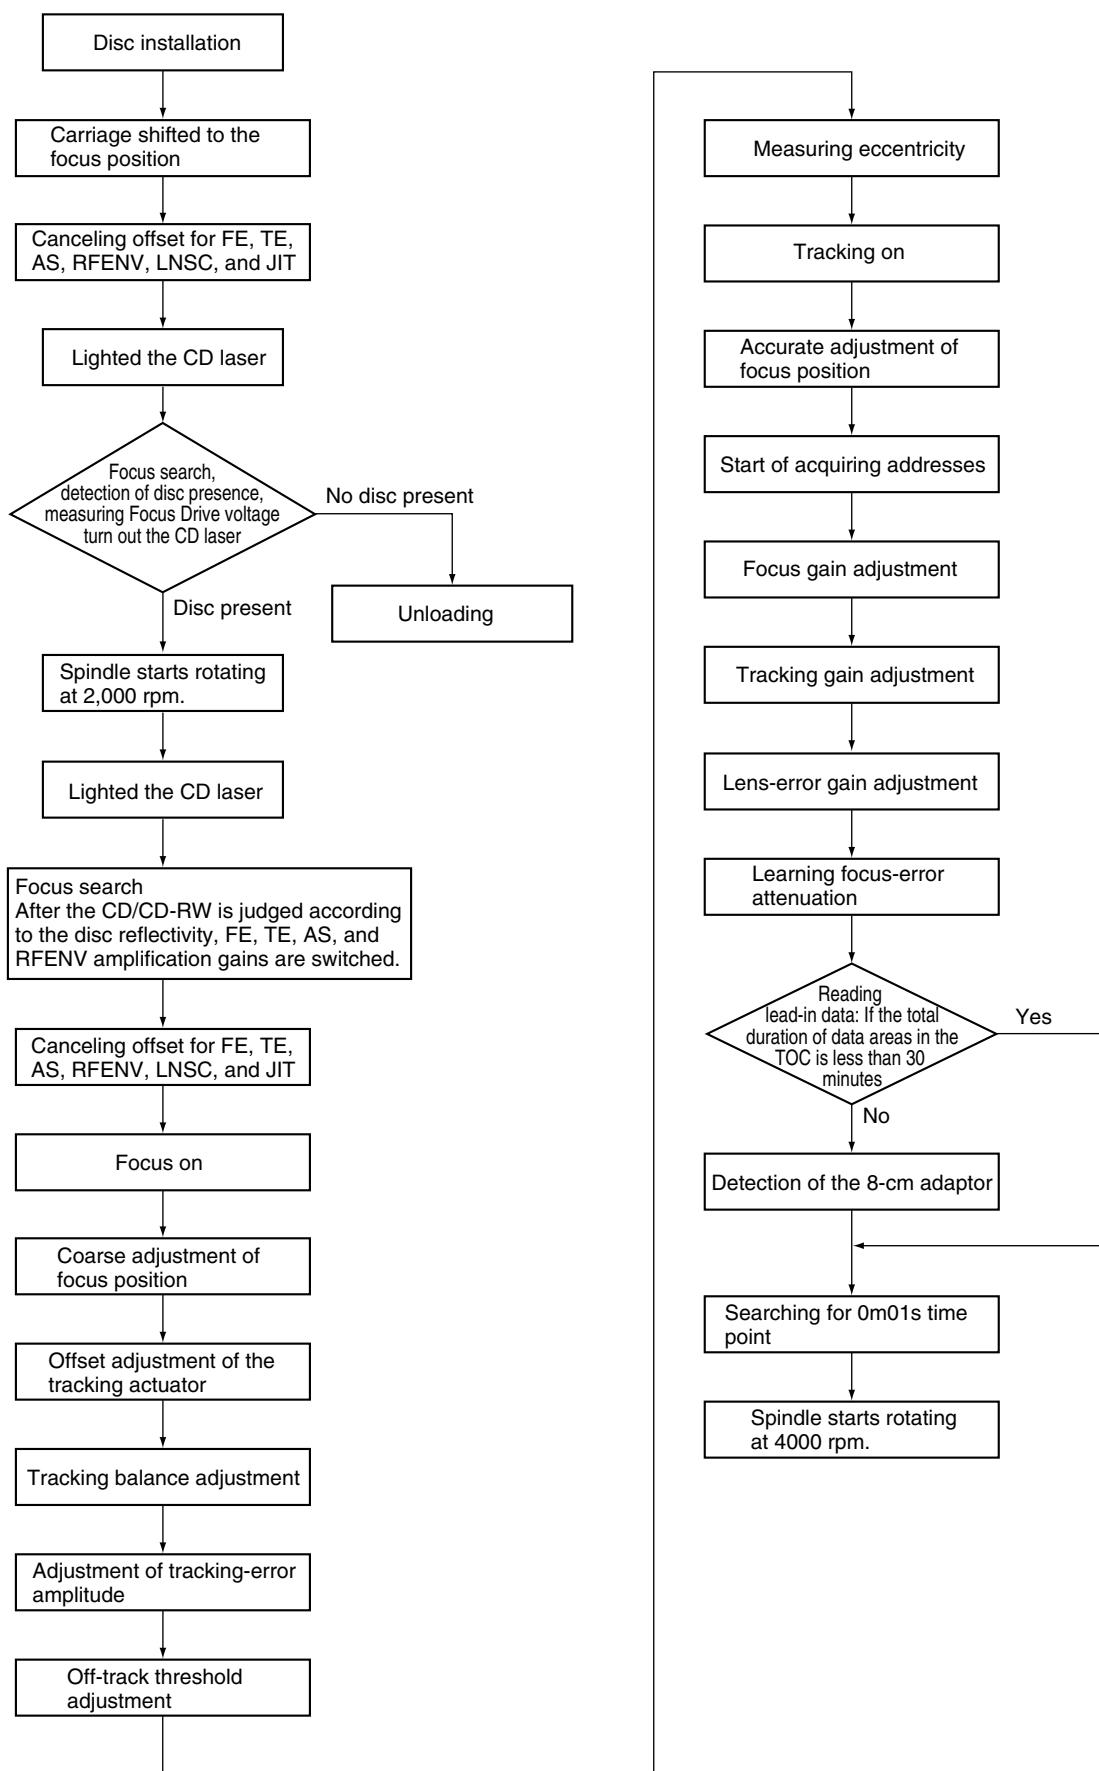 Disc installation
Carriage shifted to the
focus position
Canceling offset for FE, TE,
AS, RFENV, LNSC, and JIT
Lighted the CD laser
Focus search,
detection of disc presence,
measuring Focus Drive voltage
turn out the CD laser
No disc present
Unloading
Disc present
Spindle starts rotating
at 2,000 rpm.
Lighted the CD laser
Focus search
After the CD/CD-RW is judged according
to the disc reflectivity, FE, TE, AS, and
RFENV amplification gains are switched.
Canceling offset for FE, TE,
AS, RFENV, LNSC, and JIT
Focus on
Coarse adjustment of
focus position
Offset adjustment of the
tracking actuator
Tracking balance adjustment
Adjustment of tracking-error
amplitude
Off-track threshold
adjustment
Measuring eccentricity
Tracking on
Accurate adjustment of
focus position
Start of acquiring addresses
Focus gain adjustment
Tracking gain adjustment
Lens-error gain adjustment
Learning focus-error
attenuation
Reading
lead-in data: If the total
duration of data areas in the
TOC is less than 30
minutes
Yes
No
Detection of the 8-cm adaptor
Searching for 0m01s time
point
Spindle starts rotating
at 4000 rpm.